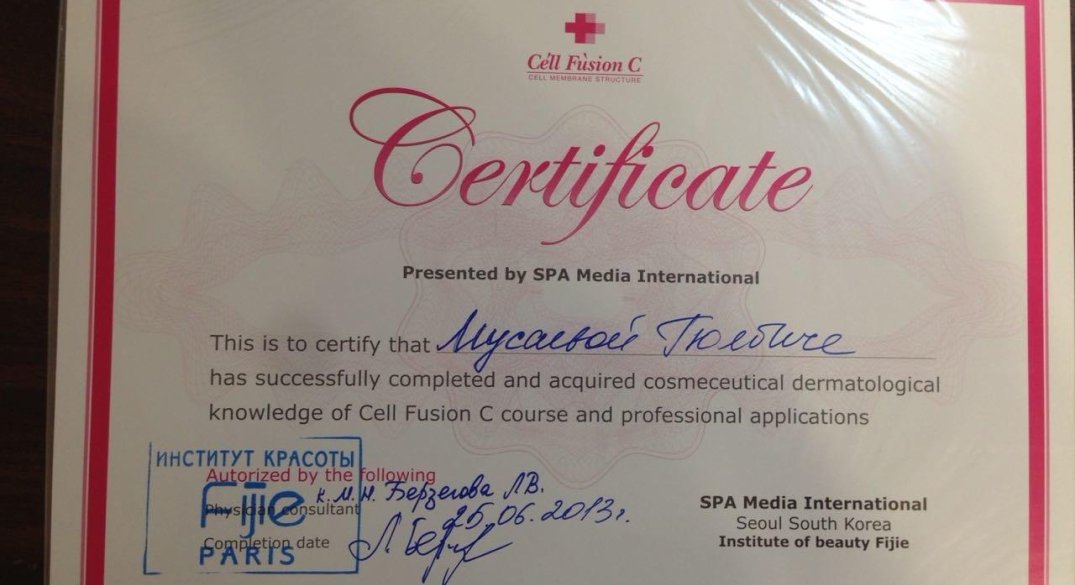 Cell Fusion C
CELL MEMBRANE STRUCTURE
Certificate
Presented by SPA Media International
This is to certify that Мусаевой Гюлбиче
has successfully completed and acquired cosmeceutical dermatological
knowledge of Cell Fusion C course and professional applications
ИНСТИТУТ КРАСОТЫ
Fijie
PARIS
Autorized by the following
Physician consultant к.м.н. Берзегова Л.В.
Completion date 25.06.2013г.
SPA Media International
Seoul South Korea
Institute of beauty Fijie